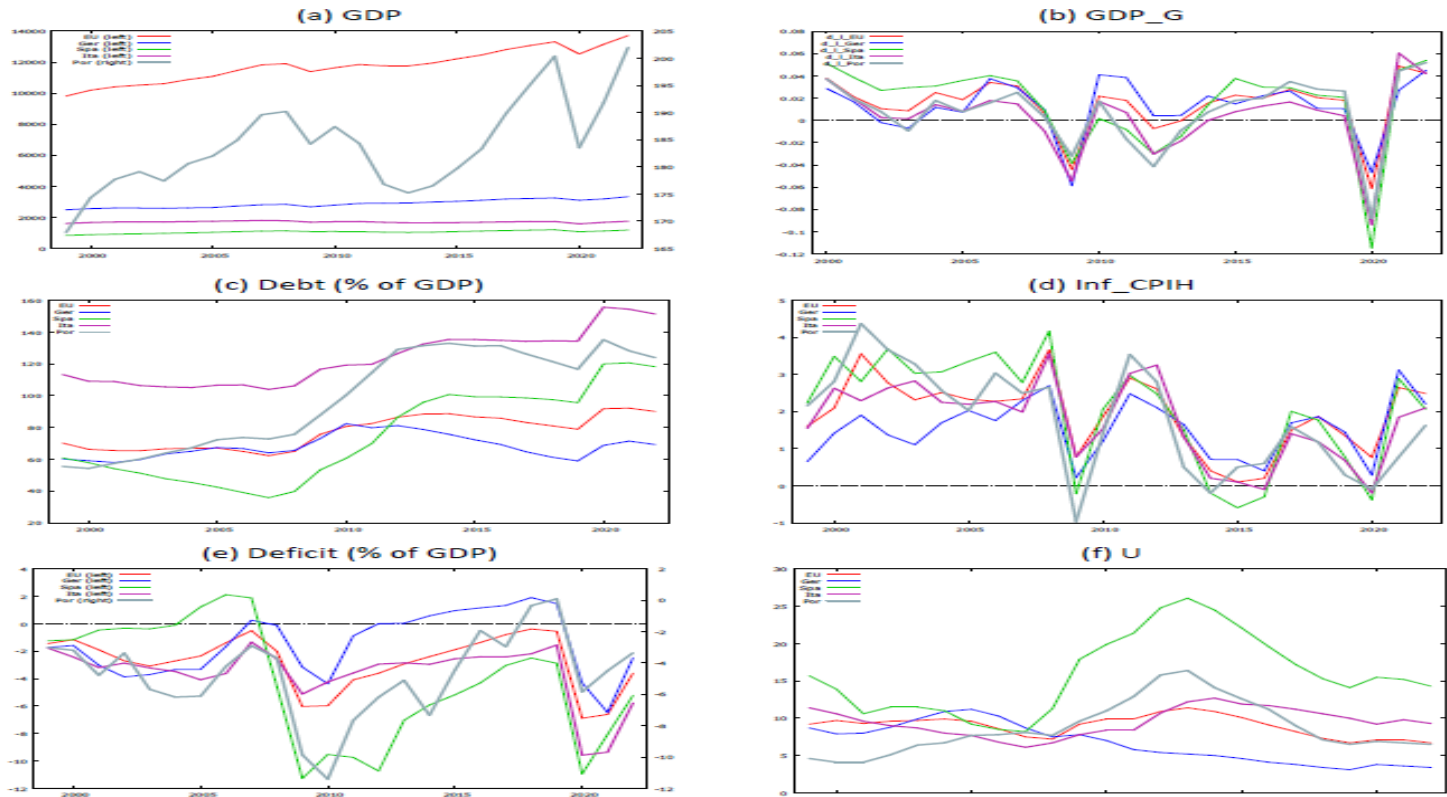 (a) GDP
EU (left)
Ger (left)
Spa (left)
Ita (left)
Por (right)
14000
12000
10000
8000
6000
4000
2000
0
205
200
195
190
185
180
175
170
165
2000
2005
2010
2015
2020
(b) GDP_G
d_l_EU
d_l_Ger
d_l_Spa
d_l_Ita
d_l_Por
0.08
0.06
0.04
0.02
0
-0.02
-0.04
-0.06
-0.08
-0.1
-0.12
2000
2005
2010
2015
2020
(c) Debt (% of GDP)
EU
Ger
Spa
Ita
Por
160
140
120
100
80
60
40
20
2000
2005
2010
2015
2020
(d) Inf_CPIH
EU
Ger
Spa
Ita
Por
5
4
3
2
1
0
-1
2000
2005
2010
2015
2020
(e) Deficit (% of GDP)
EU (left)
Ger (left)
Spa (left)
Ita (left)
Por (right)
4
2
0
-2
-4
-6
-8
-10
-12
2
0
-2
-4
-6
-8
-10
-12
2000
2005
2010
2015
2020
(f) U
EU
Ger
Spa
Ita
Por
30
25
20
15
10
5
0